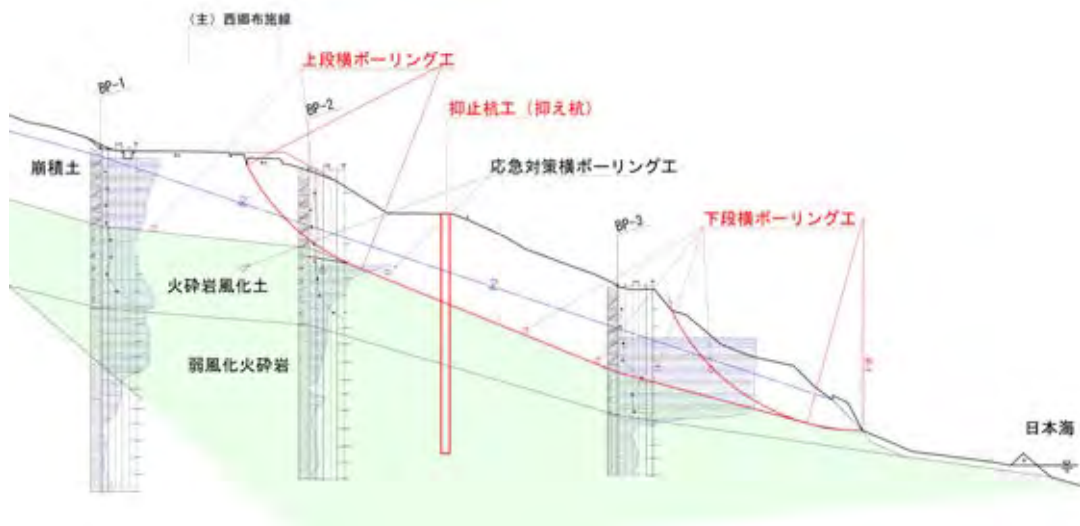 （主）西郷布施線
上段横ボーリング工
BP-1
BP-2
抑止杭工（抑え杭）
崩積土
応急対策横ボーリング工
BP-3
下段横ボーリング工
火砕岩風化土
弱風化火砕岩
日本海